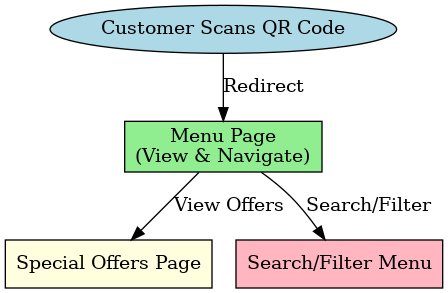 Customer Scans QR Code
Redirect
Menu Page
(View & Navigate)
View Offers
Search/Filter
Special Offers Page
Search/Filter Menu